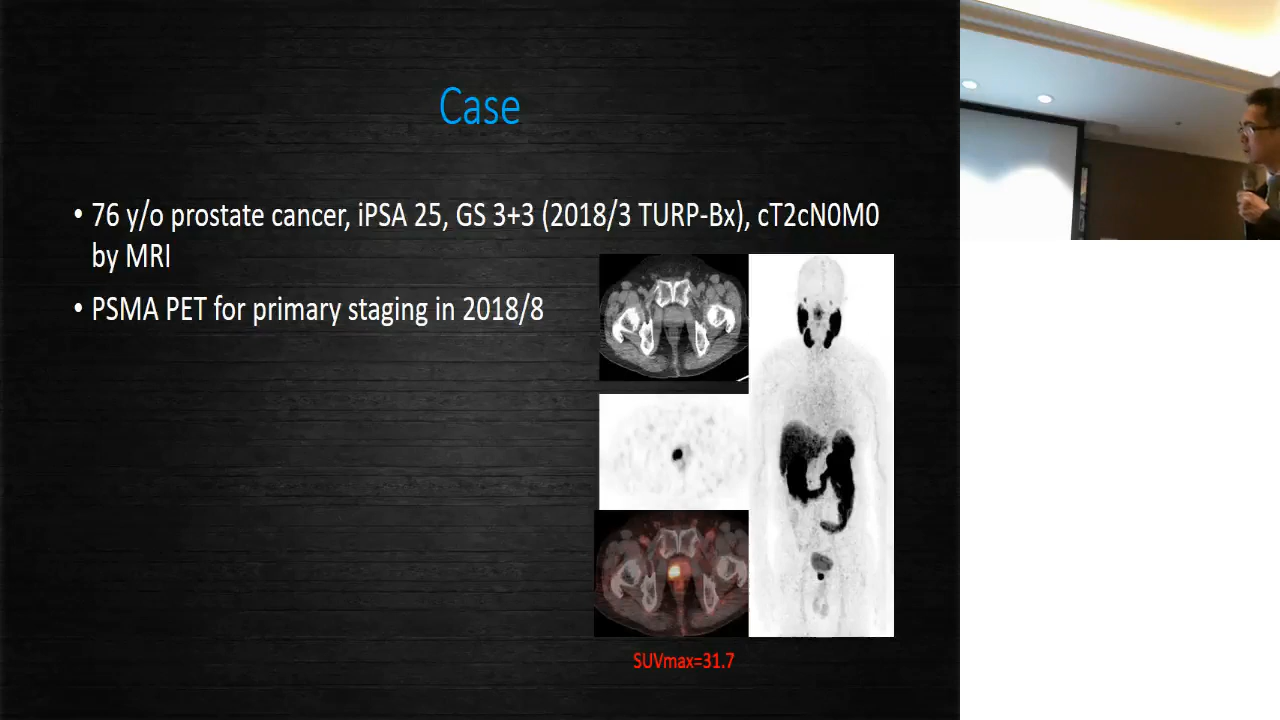 Case
• 76 y/o prostate cancer, iPSA 25, GS 3+3 (2018/3 TURP-Bx), cT2cN0M0
by MRI
• PSMA PET for primary staging in 2018/8
SUVmax=31.7